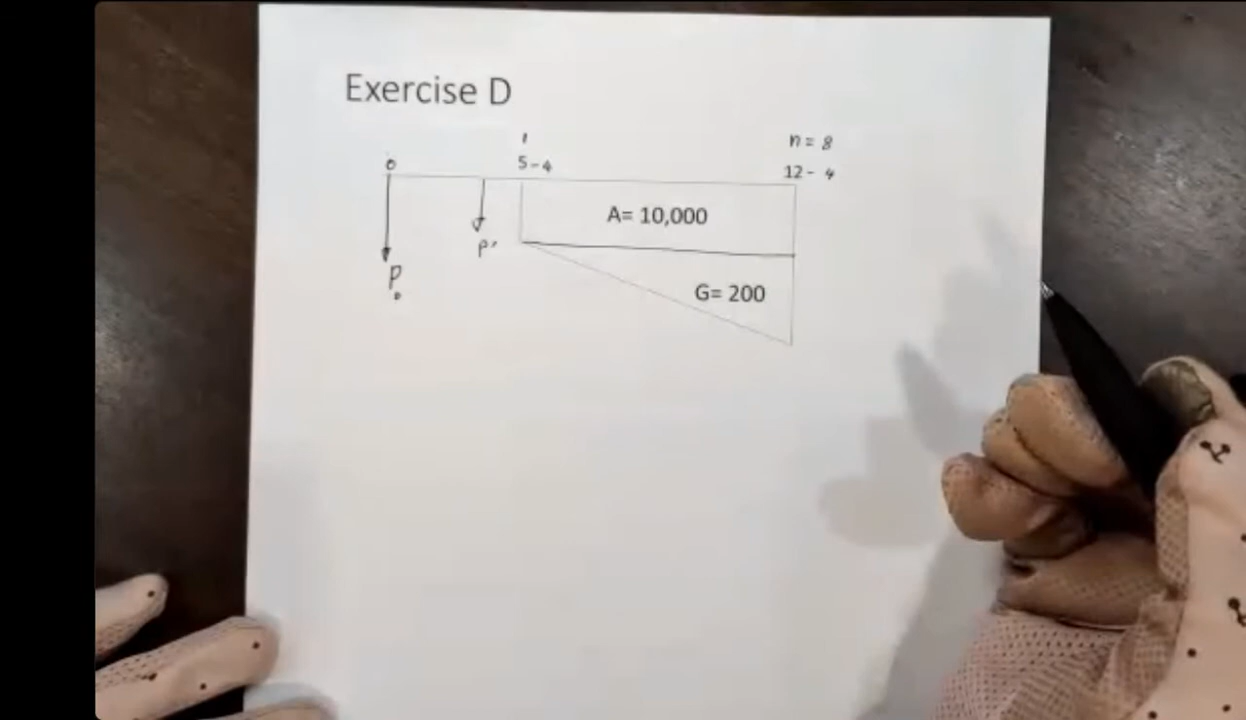 Exercise D
1
n = 8
0
5-4
12- 4
A= 10,000
P'
P.
G= 200